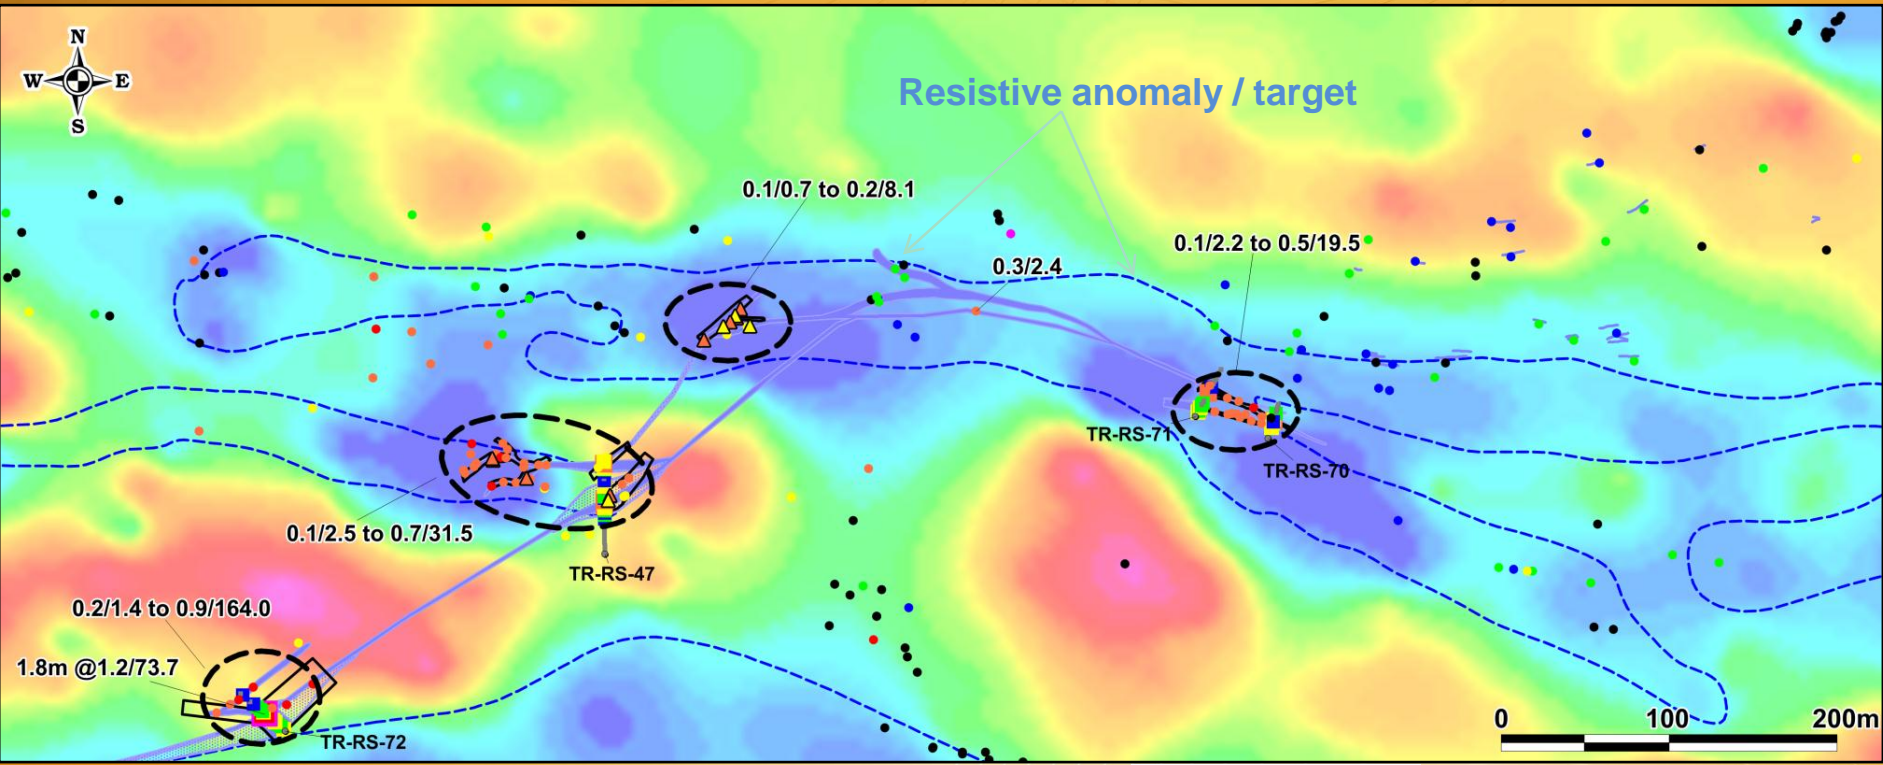 N
W E
S
Resistive anomaly / target
0.1/0.7 to 0.2/8.1
0.1/2.2 to 0.5/19.5
0.3/2.4
TR-RS-71
TR-RS-70
0.1/2.5 to 0.7/31.5
TR-RS-47
0.2/1.4 to 0.9/164.0
1.8m @1.2/73.7
TR-RS-72
0 100 200m